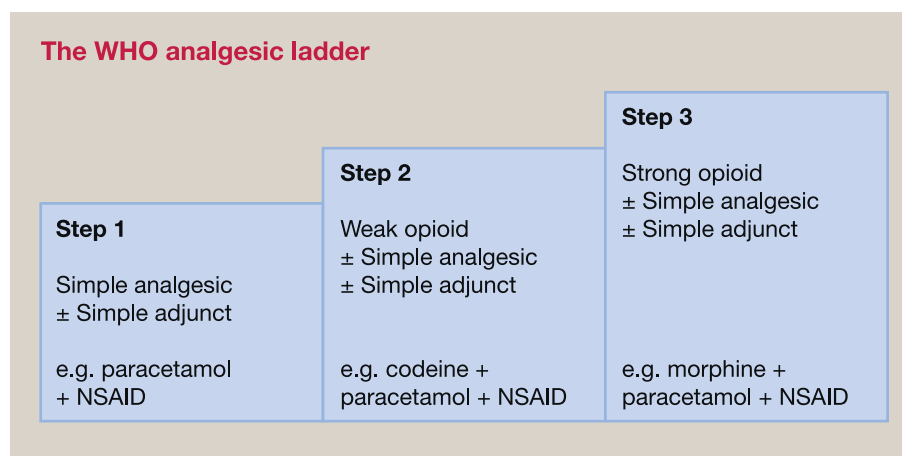 The WHO analgesic ladder
Step 1
Simple analgesic
± Simple adjunct
e.g. paracetamol
+ NSAID
Step 2
Weak opioid
± Simple analgesic
± Simple adjunct
e.g. codeine +
paracetamol + NSAID
Step 3
Strong opioid
± Simple analgesic
± Simple adjunct
e.g. morphine +
paracetamol + NSAID